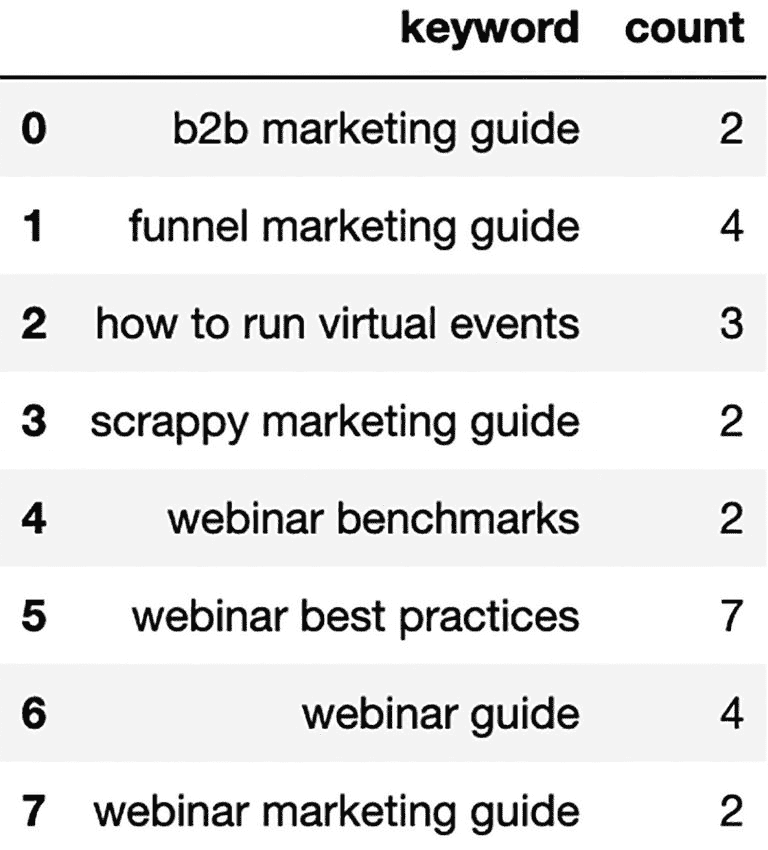 keyword count
0 b2b marketing guide 2
1 funnel marketing guide 4
2 how to run virtual events 3
3 scrappy marketing guide 2
4 webinar benchmarks 2
5 webinar best practices 7
6 webinar guide 4
7 webinar marketing guide 2